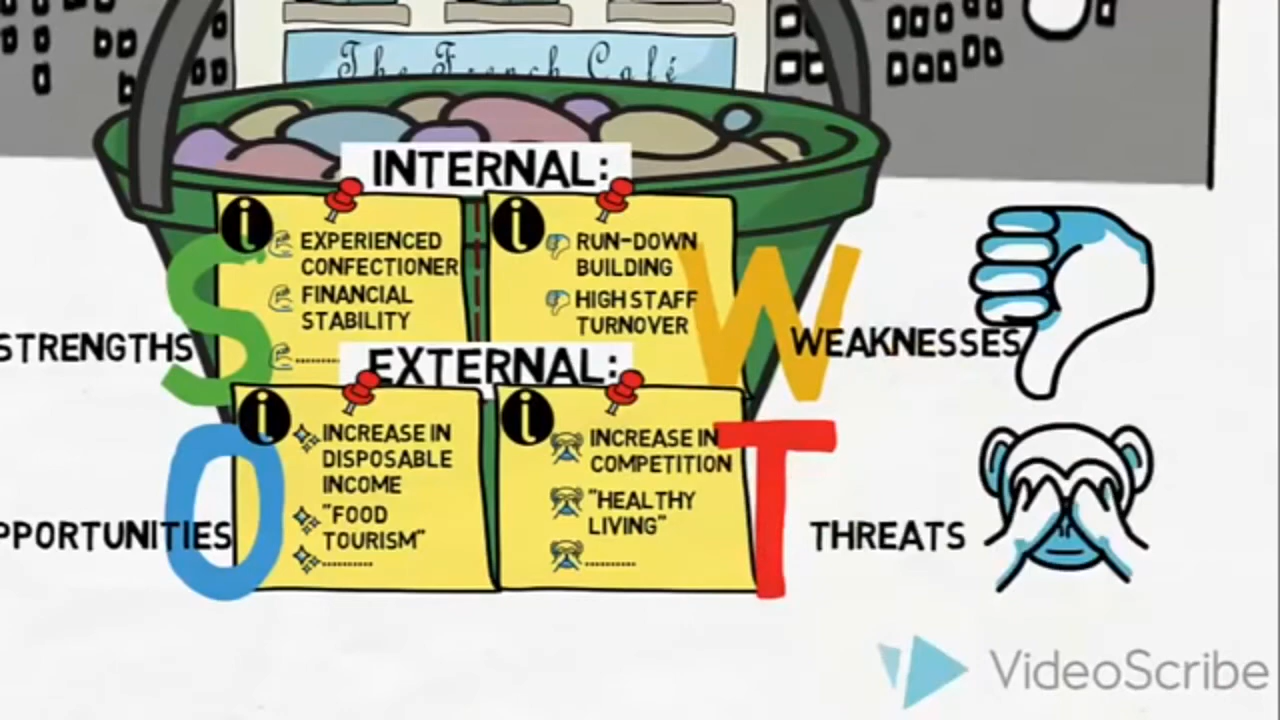 The French Café
INTERNAL:
EXPERIENCED
CONFECTIONER
FINANCIAL
STABILITY
..........
RUN-DOWN
BUILDING
HIGH STAFF
TURNOVER
S
W
STRENGTHS
WEAKNESSES
EXTERNAL:
INCREASE IN
DISPOSABLE
INCOME
"FOOD
TOURISM"
..........
INCREASE IN
COMPETITION
"HEALTHY
LIVING"
..........
O
T
PPORTUNITIES
THREATS
VideoScribe